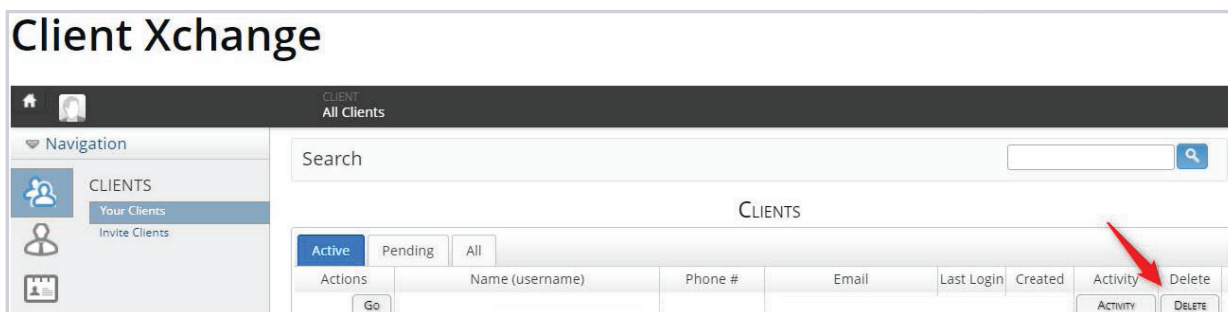 Client Xchange
CLIENT
All Clients
Navigation
Search
CLIENTS
Your Clients
Invite Clients
CLIENTS
Active Pending All
Actions Name (username) Phone # Email Last Login Created Activity Delete
Go ACTIVITY DELETE